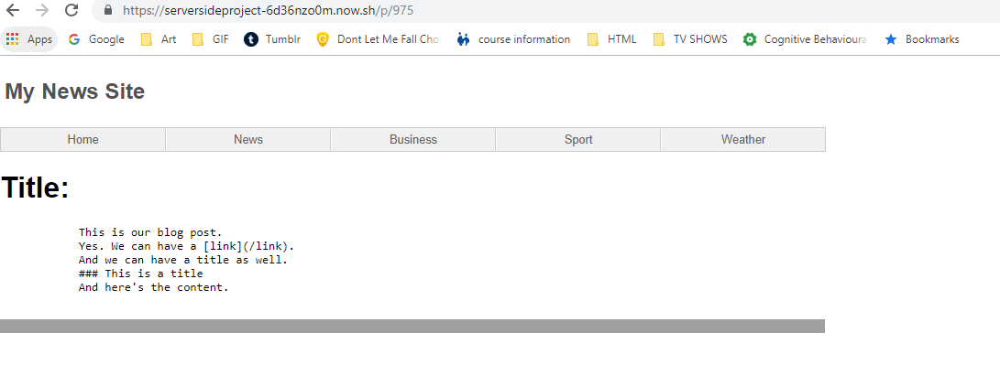 https://serversideproject-6d36nzo0m.now.sh/p/975
Apps Google Art GIF Tumblr Dont Let Me Fall Cho course information HTML TV SHOWS Cognitive Behavioura Bookmarks
My News Site
Home News Business Sport Weather
Title:
This is our blog post.
Yes. We can have a [link](/link).
And we can have a title as well.
### This is a title
And here's the content.